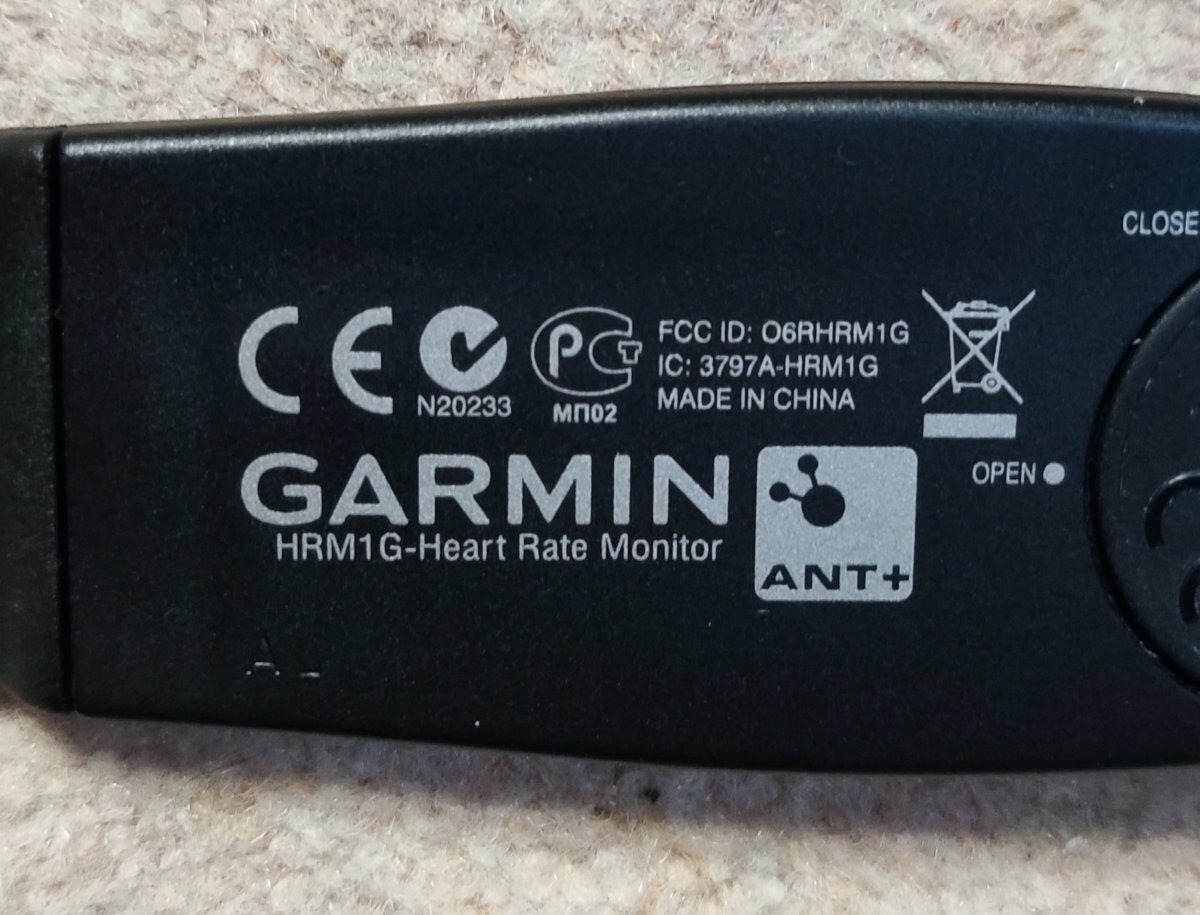 CLOSE
CE
N20233
РСТ
МП02
FCC ID: O6RHRM1G
IC: 3797A-HRM1G
MADE IN CHINA
OPEN
GARMIN
HRM1G-Heart Rate Monitor
ANT+